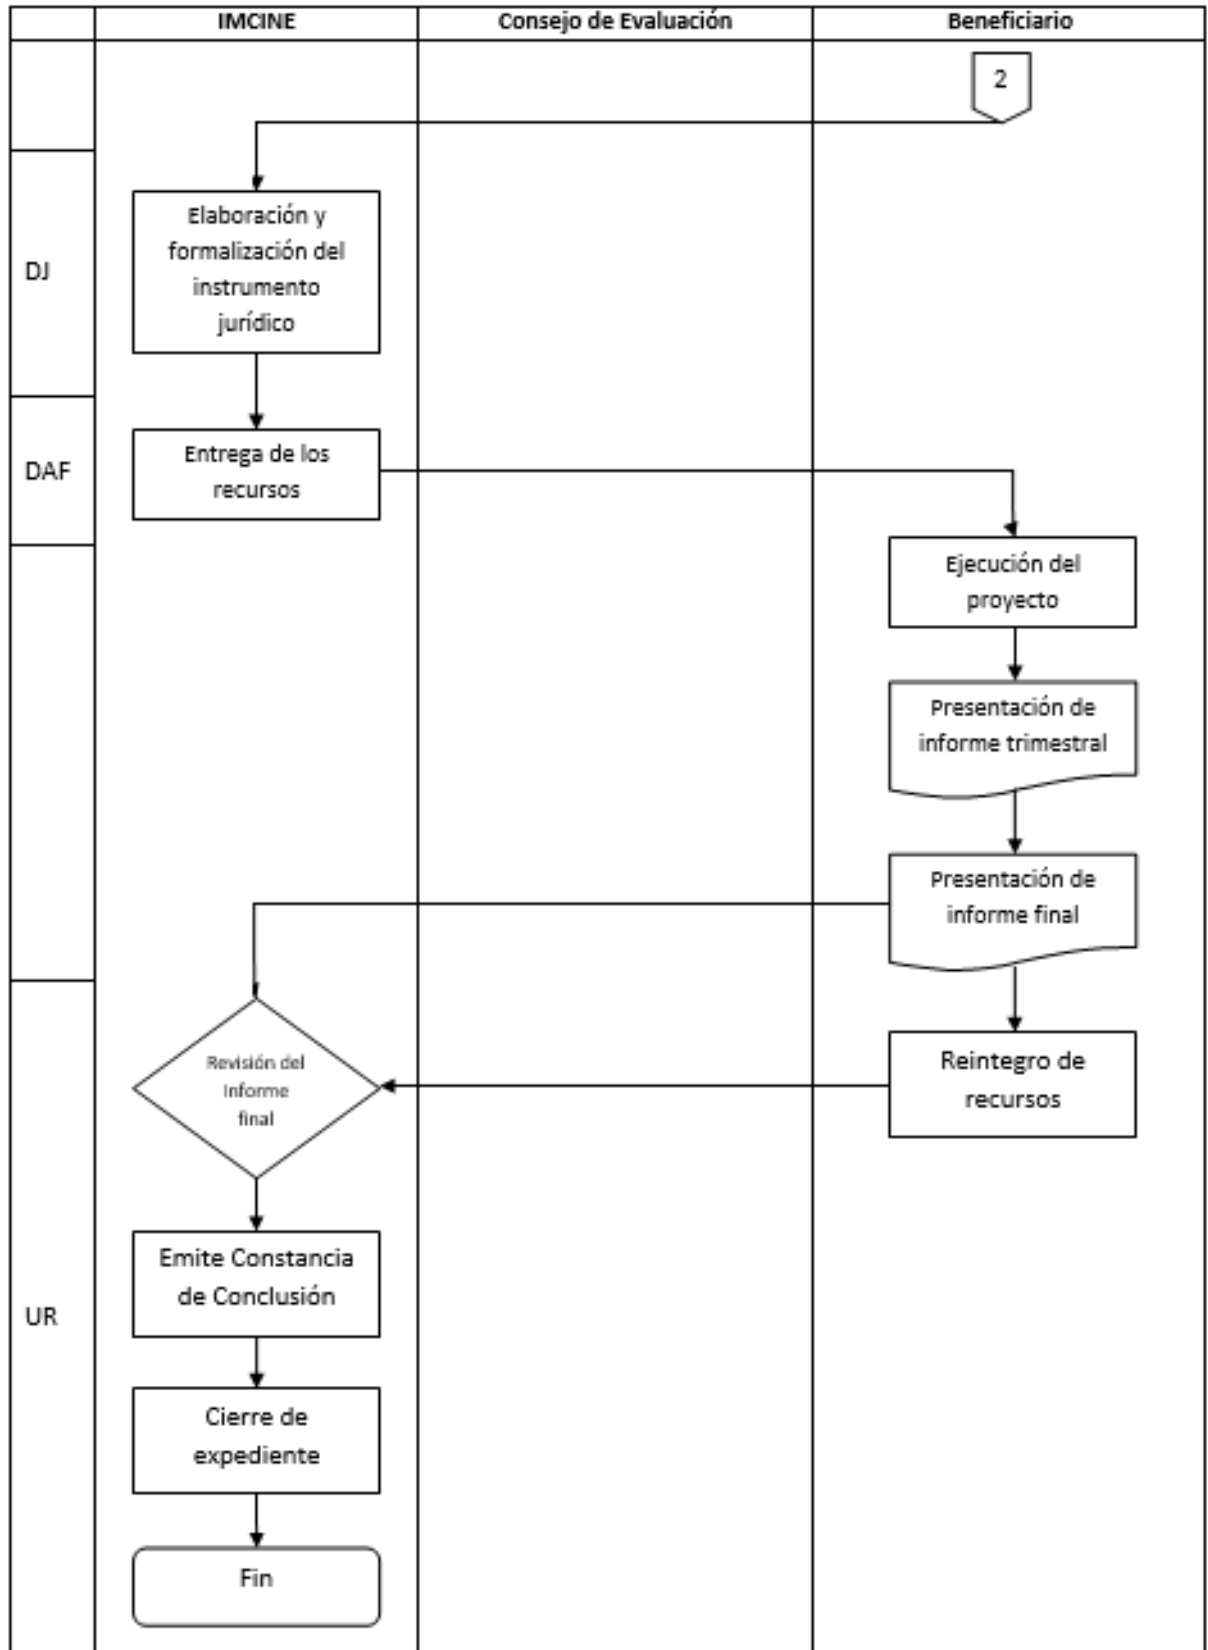 IMCINE
Consejo de Evaluación
Beneficiario
2
DJ
Elaboración y
formalización del
instrumento
jurídico
DAF
Entrega de los
recursos
Ejecución del
proyecto
Presentación de
informe trimestral
Presentación de
informe final
UR
Revisión del
Informe
final
Reintegro de
recursos
Emite Constancia
de Conclusión
Cierre de
expediente
Fin